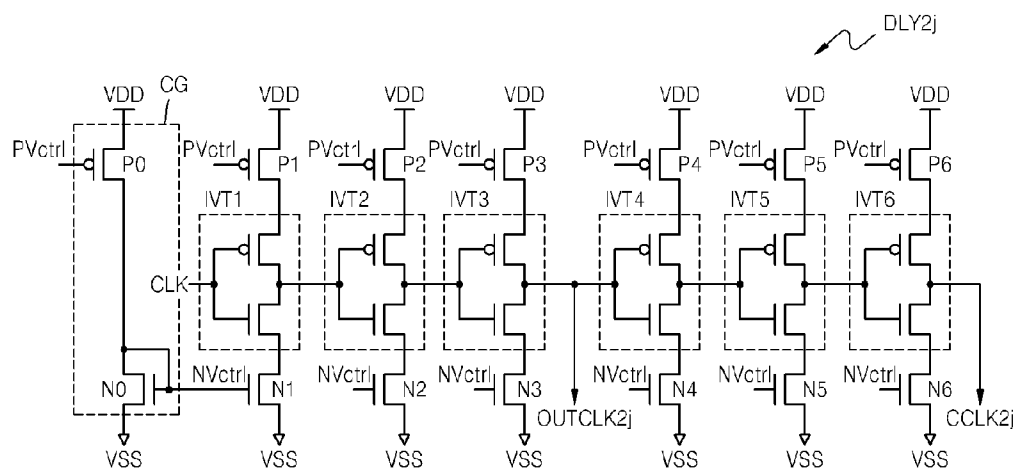 DLY2j
CG
VDD VDD VDD VDD VDD VDD VDD
PVctrl P0 PVctrl P1 PVctrl P2 PVctrl P3 PVctrl P4 PVctrl P5 PVctrl P6
IVT1 IVT2 IVT3 IVT4 IVT5 IVT6
CLK
N0 NVctrl N1 NVctrl N2 NVctrl N3 NVctrl N4 NVctrl N5 NVctrl N6
OUTCLK2j CCLK2j
VSS VSS VSS VSS VSS VSS VSS